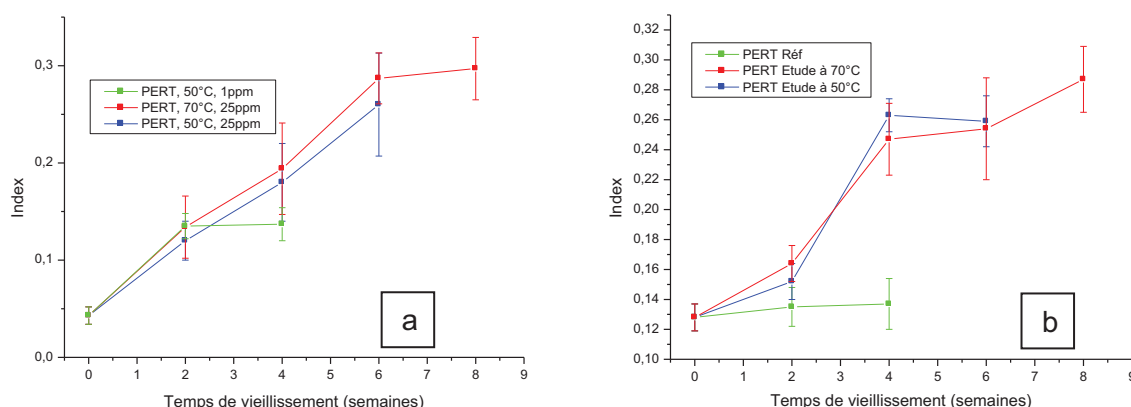 0,3
0,2
0,1
0,0
Index
PERT, 50°C, 1ppm
PERT, 70°C, 25ppm
PERT, 50°C, 25ppm
a
0 1 2 3 4 5 6 7 8 9
Temps de vieillissement (semaines)
0,32
0,30
0,28
0,26
0,24
0,22
0,20
0,18
0,16
0,14
0,12
0,10
Index
PERT Réf
PERT Etude à 70°C
PERT Etude à 50°C
b
0 1 2 3 4 5 6 7 8 9
Temps de vieillissement (semaines)